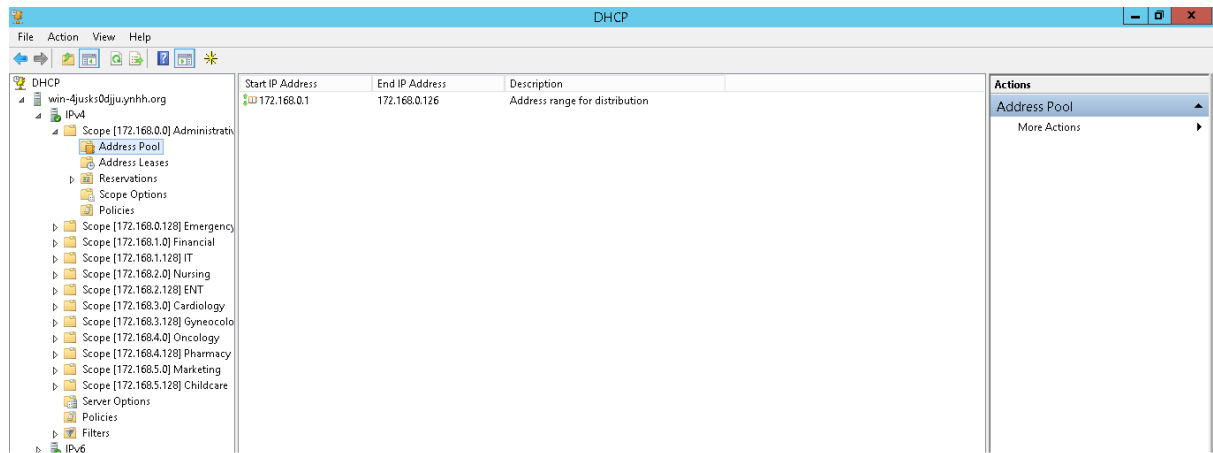 DHCP
File Action View Help
DHCP
win-4jusks0djju.ynhh.org
IPv4
Scope [172.168.0.0] Administrativ
Address Pool
Address Leases
Reservations
Scope Options
Policies
Scope [172.168.0.128] Emergency
Scope [172.168.1.0] Financial
Scope [172.168.1.128] IT
Scope [172.168.2.0] Nursing
Scope [172.168.2.128] ENT
Scope [172.168.3.0] Cardiology
Scope [172.168.3.128] Gynecolo
Scope [172.168.4.0] Oncology
Scope [172.168.4.128] Pharmacy
Scope [172.168.5.0] Marketing
Scope [172.168.5.128] Childcare
Server Options
Policies
Filters
IPv6
Start IP Address End IP Address Description
172.168.0.1 172.168.0.126 Address range for distribution
Actions
Address Pool
More Actions